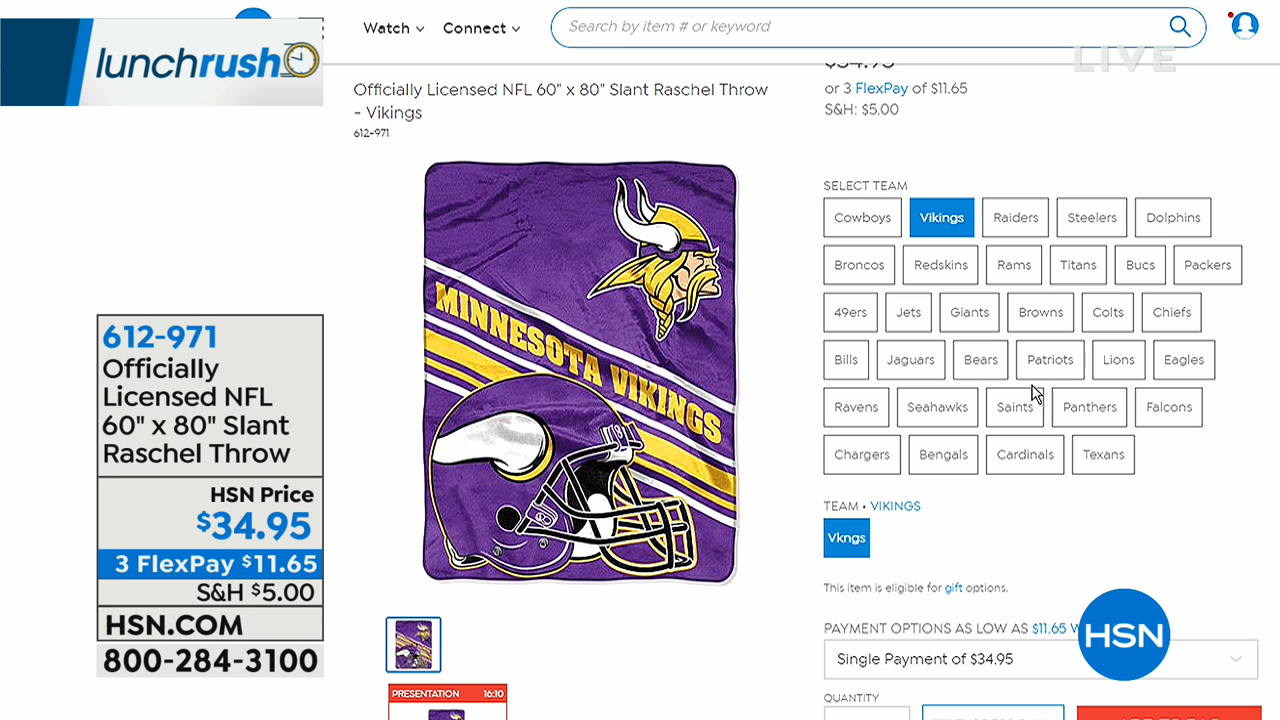 lunchrush
Watch
Connect
Search by item # or keyword
LIVE
Officially Licensed NFL 60" x 80" Slant Raschel Throw
- Vikings
612-971
$34.95
or 3 FlexPay of $11.65
S&H: $5.00
MINNESOTA VIKINGS
SELECT TEAM
Cowboys Vikings Raiders Steelers Dolphins
Broncos Redskins Rams Titans Bucs Packers
49ers Jets Giants Browns Colts Chiefs
Bills Jaguars Bears Patriots Lions Eagles
Ravens Seahawks Saints Panthers Falcons
Chargers Bengals Cardinals Texans
TEAM • VIKINGS
Vkngs
This item is eligible for gift options.
PAYMENT OPTIONS AS LOW AS $11.65
HSN
Single Payment of $34.95
QUANTITY
612-971
Officially
Licensed NFL
60" x 80" Slant
Raschel Throw
HSN Price
$34.95
3 FlexPay $11.65
S&H $5.00
HSN.COM
800-284-3100
PRESENTATION 16:10